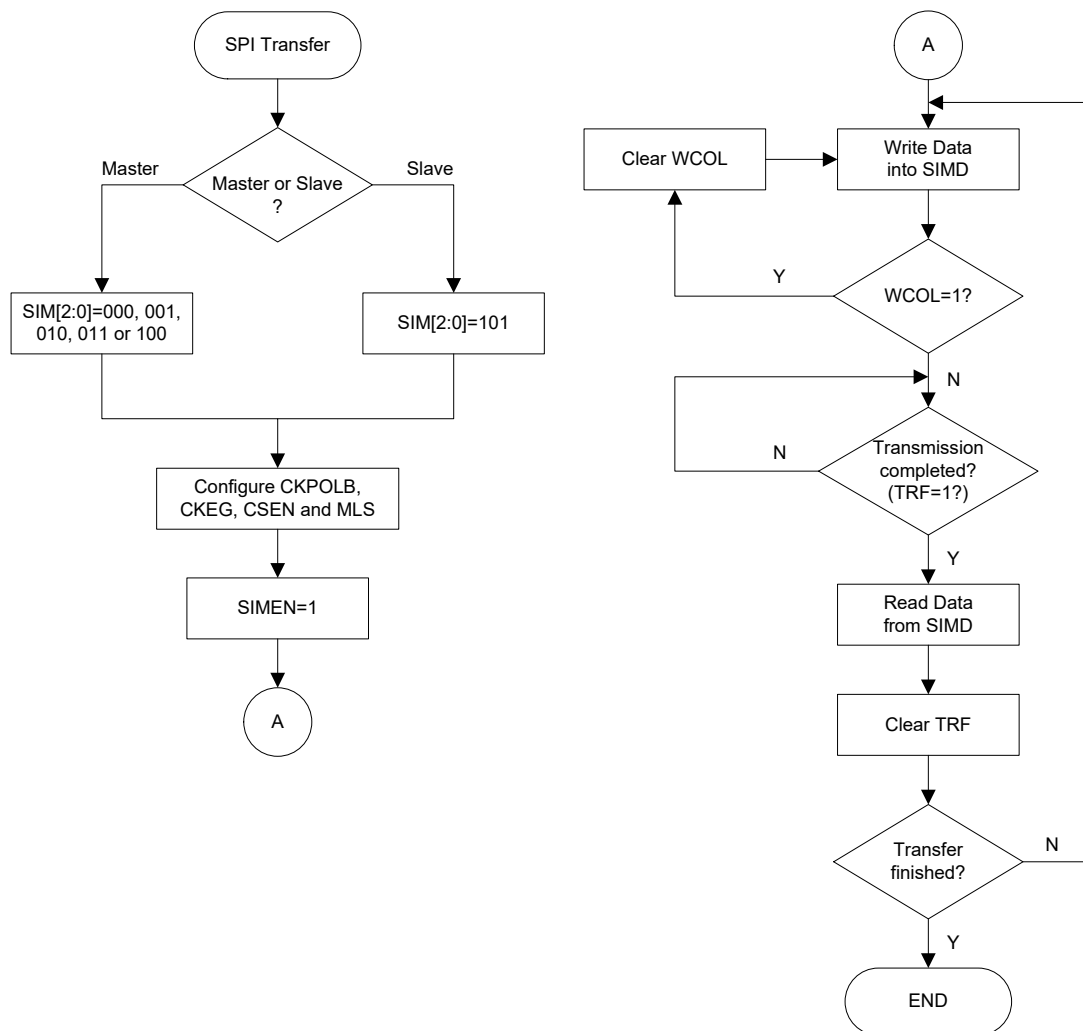 SPI Transfer
Master
Slave
Master or Slave
?
SIM[2:0]=000, 001,
010, 011 or 100
SIM[2:0]=101
Configure CKPOLB,
CKEG, CSEN and MLS
SIMEN=1
A
A
Clear WCOL
Write Data
into SIMD
Y
WCOL=1?
N
N
Transmission
completed?
(TRF=1?)
Y
Read Data
from SIMD
Clear TRF
Transfer
finished?
N
Y
END